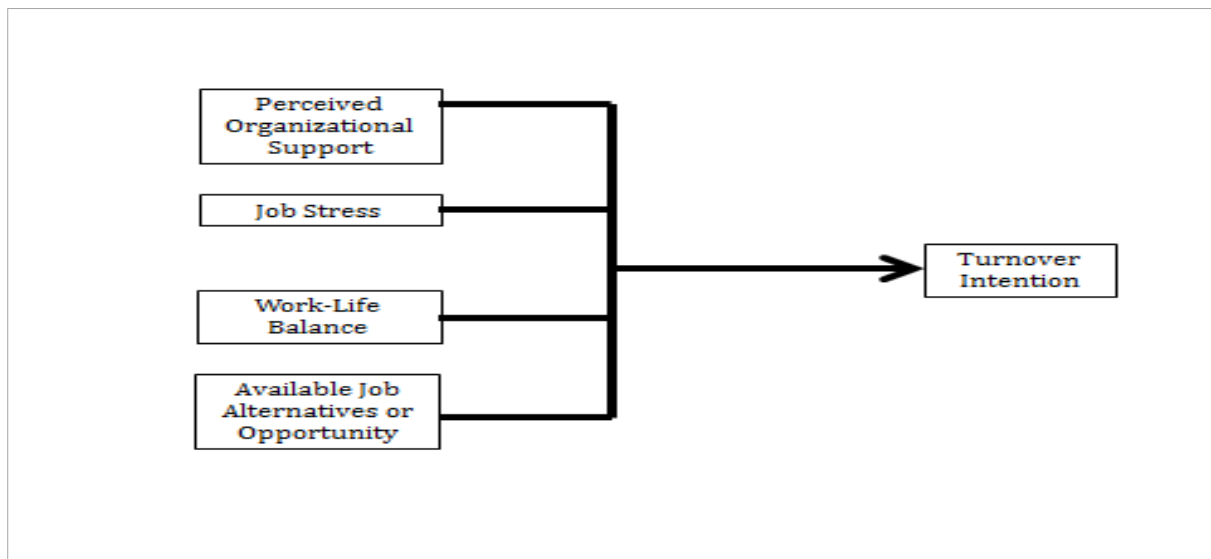 Perceived
Organizational
Support
Job Stress
Work-Life
Balance
Available Job
Alternatives or
Opportunity
Turnover
Intention